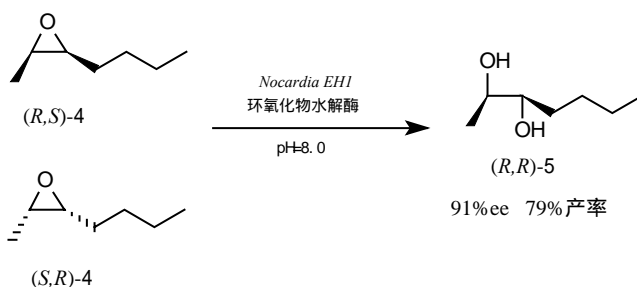 O
(R,S)-4
Nocardia EH1
环氧化物水解酶
pH=8. 0
OH
OH
(R,R)-5
91%ee 79%产率
O
(S,R)-4